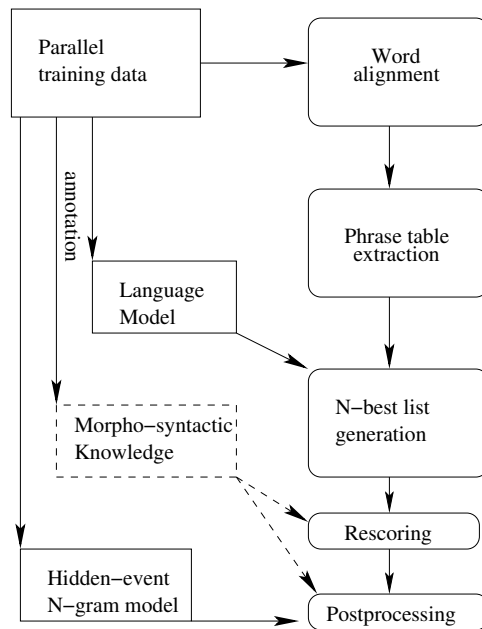 Parallel
training data
Word
alignment
annotation
Phrase table
extraction
Language
Model
N−best list
generation
Morpho−syntactic
Knowledge
Rescoring
Hidden−event
N−gram model
Postprocessing